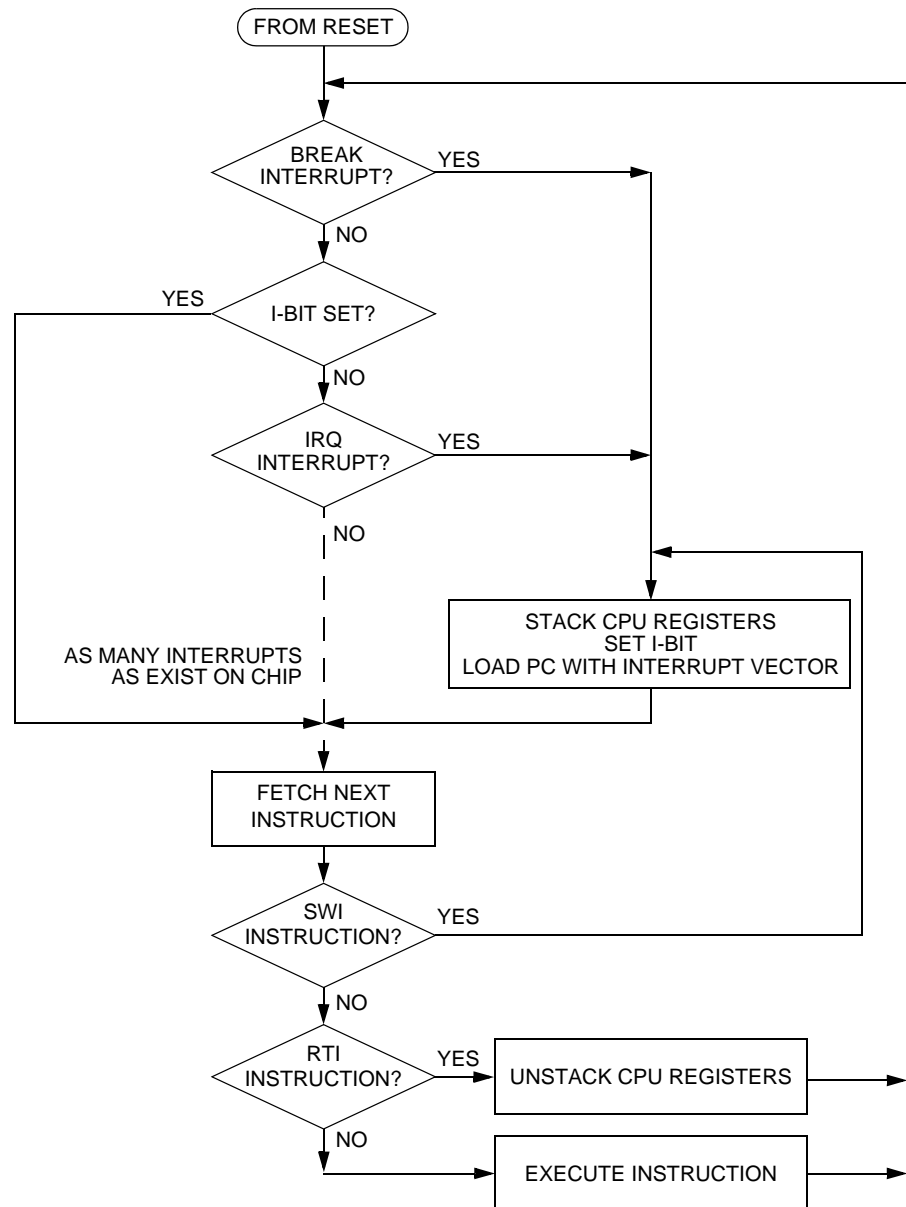 FROM RESET
BREAK
INTERRUPT?
YES
NO
YES
I-BIT SET?
NO
IRQ
INTERRUPT?
YES
NO
STACK CPU REGISTERS
SET I-BIT
LOAD PC WITH INTERRUPT VECTOR
AS MANY INTERRUPTS
AS EXIST ON CHIP
FETCH NEXT
INSTRUCTION
SWI
INSTRUCTION?
YES
NO
RTI
INSTRUCTION?
YES
UNSTACK CPU REGISTERS
NO
EXECUTE INSTRUCTION